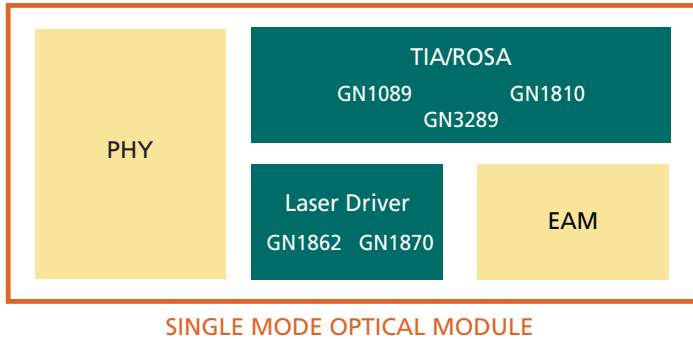 PHY
TIA/ROSA
GN1089 GN1810
GN3289
Laser Driver
GN1862 GN1870
EAM
SINGLE MODE OPTICAL MODULE